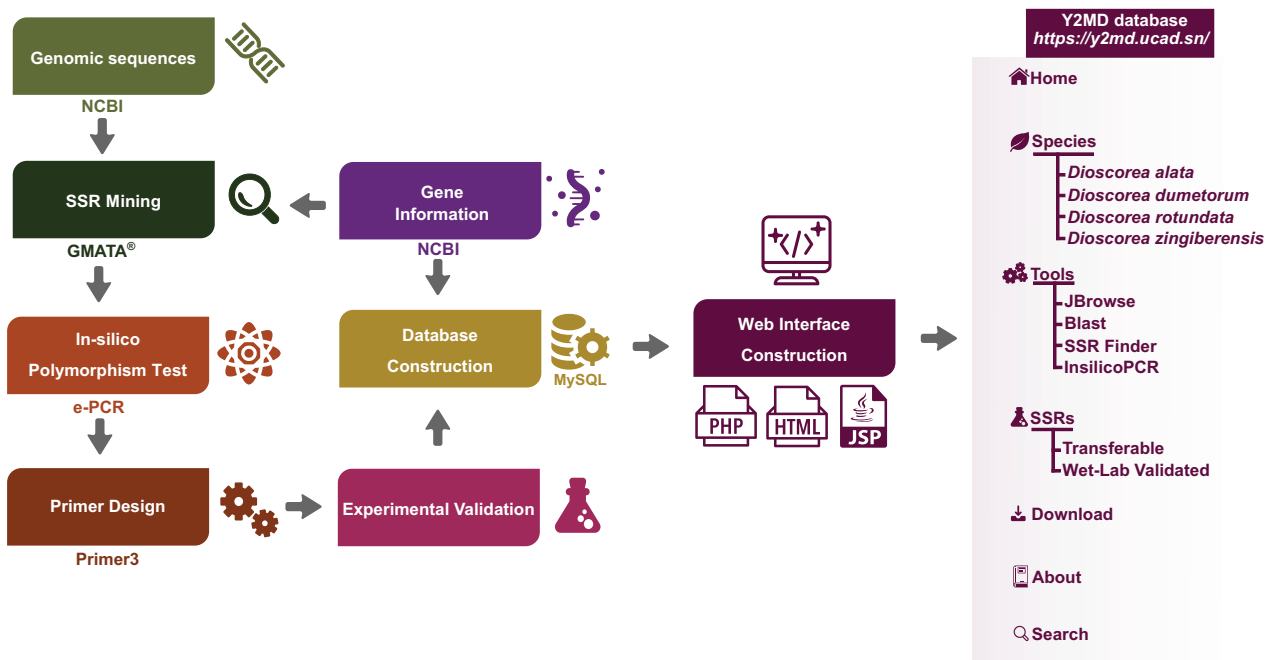 Genomic sequences
NCBI
SSR Mining
GMATA®
In-silico
Polymorphism Test
e-PCR
Primer Design
Primer3
Gene
Information
NCBI
Database
Construction
MySQL
Experimental Validation
Web Interface
Construction
PHP
HTML
JSP
Y2MD database
https://y2md.ucad.sn/
Home
Species
Dioscorea alata
Dioscorea dumetorum
Dioscorea rotundata
Dioscorea zingiberensis
Tools
JBrowse
Blast
SSR Finder
InsilicoPCR
SSRs
Transferable
Wet-Lab Validated
Download
About
Search